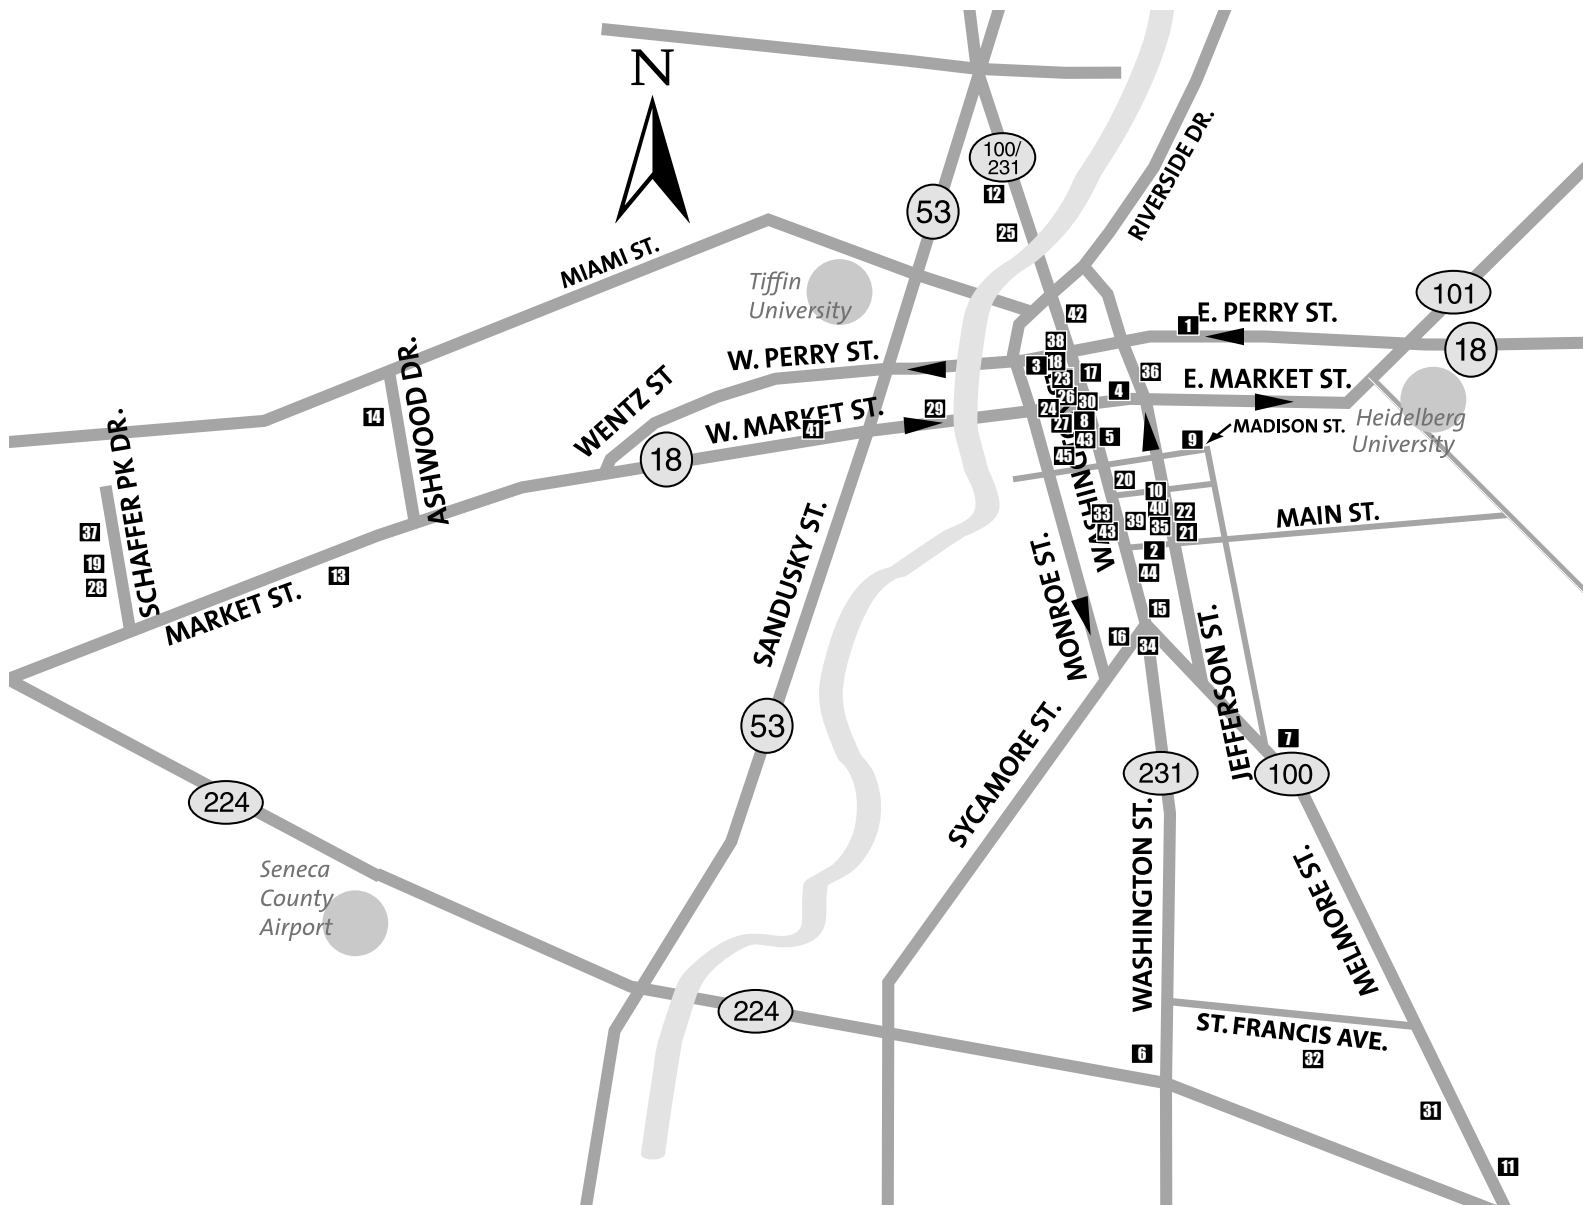 N
100/
231
12
53
25
RIVERSIDE DR.
MIAMI ST.
Tiffin
University
101
42
1
E. PERRY ST.
18
38
W. PERRY ST.
3
18
17
36
23
E. MARKET ST.
4
26
30
ASHWOOD DR.
14
WENTZ ST
W. MARKET ST.
41
29
24
27
8
43
5
9
MADISON ST.
Heidelberg
University
45
18
SCHAFFER PK DR.
37
19
28
13
MARKET ST.
SANDUSKY ST.
WASHINGTON
20
10
33
40
22
39
35
43
21
MAIN ST.
2
44
MONROE ST.
15
16
34
JEFFERSON ST.
53
SYCAMORE ST.
7
231
100
224
WASHINGTON ST.
MELMORE ST.
Seneca
County
Airport
224
ST. FRANCIS AVE.
6
32
31
11